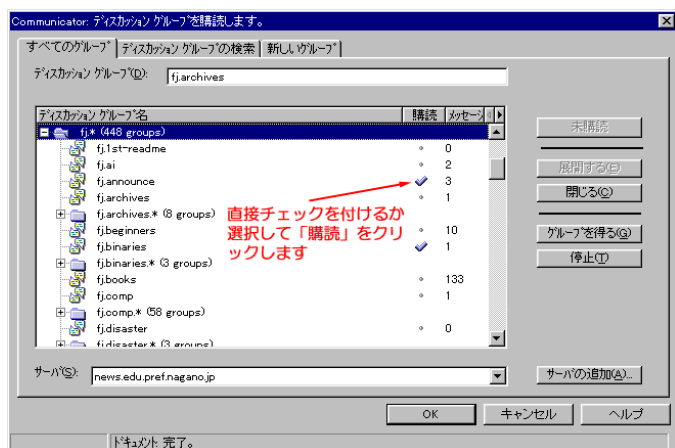 Communicator: ディスカッション グループを購読します。
すべてのグループ ディスカッション グループの検索 新しいグループ
ディスカッション グループ(D): fj.archives
ディスカッション グループ名 購読 メッセージ
fj.* (448 groups)
未購読
fj.1st-readme 0
fj.ai 2
展開する(E)
fj.announce 3
閉じる(C)
fj.archives 1
fj.archives.* (8 groups)
直接チェックを付けるか
選択して「購読」をクリ
ックします
fj.beginners 10
グループを得る(G)
fj.binaries 1
停止(T)
fj.binaries.* (3 groups)
fj.books 133
fj.comp 1
fj.comp.* (58 groups)
fj.disaster 0
fj.disaster.* (3 groups)
サーバ(S): news.edu.pref.nagano.jp サーバの追加(A)...
OK キャンセル ヘルプ
ドキュメント: 完了。